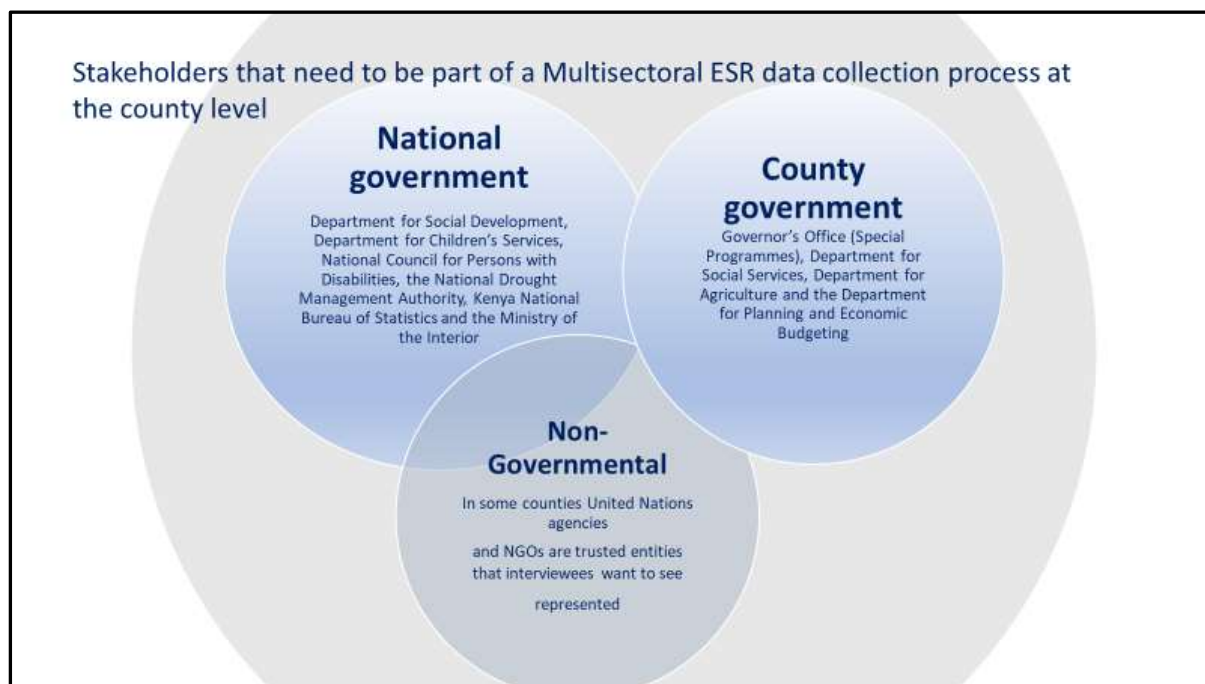 Stakeholders that need to be part of a Multisectoral ESR data collection process at
the county level
National
government
Department for Social Development,
Department for Children's Services,
National Council for Persons with
Disabilities, the National Drought
Management Authority, Kenya National
Bureau of Statistics and the Ministry of
the Interior
County
government
Governor's Office (Special
Programmes), Department for
Social Services, Department for
Agriculture and the Department
for Planning and Economic
Budgeting
Non-
Governmental
In some counties United Nations
agencies
and NGOs are trusted entities
that interviewees want to see
represented